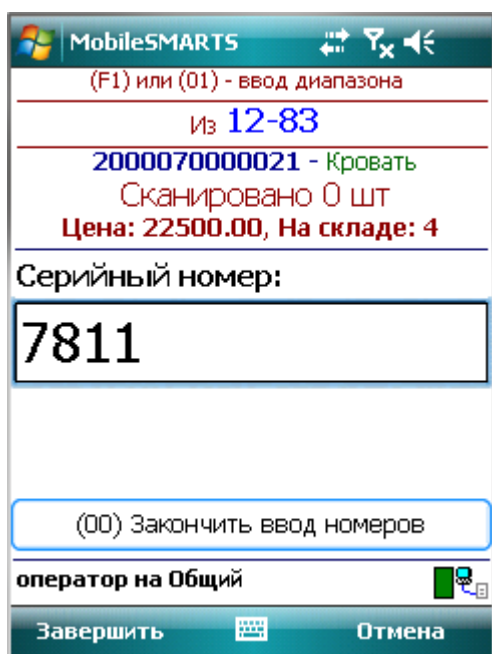 MobileSMARTS
(F1) или (01) - ввод диапазона
Из 12-83
2000070000021 - Кровать
Сканировано 0 шт
Цена: 22500.00, На складе: 4
Серийный номер:
7811
(00) Закончить ввод номеров
оператор на Общий
Завершить Отмена